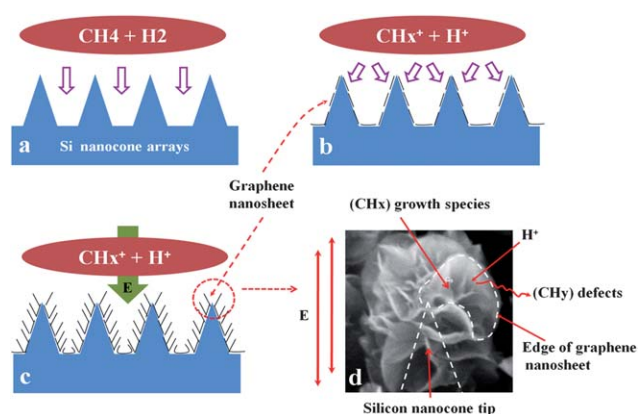 CH4 + H2
a
Si nanocone arrays
CHx⁺ + H⁺
b
Graphene
nanosheet
CHx⁺ + H⁺
E
c
(CHx) growth species
H⁺
(CHy) defects
E
Edge of graphene
nanosheet
d
Silicon nanocone tip